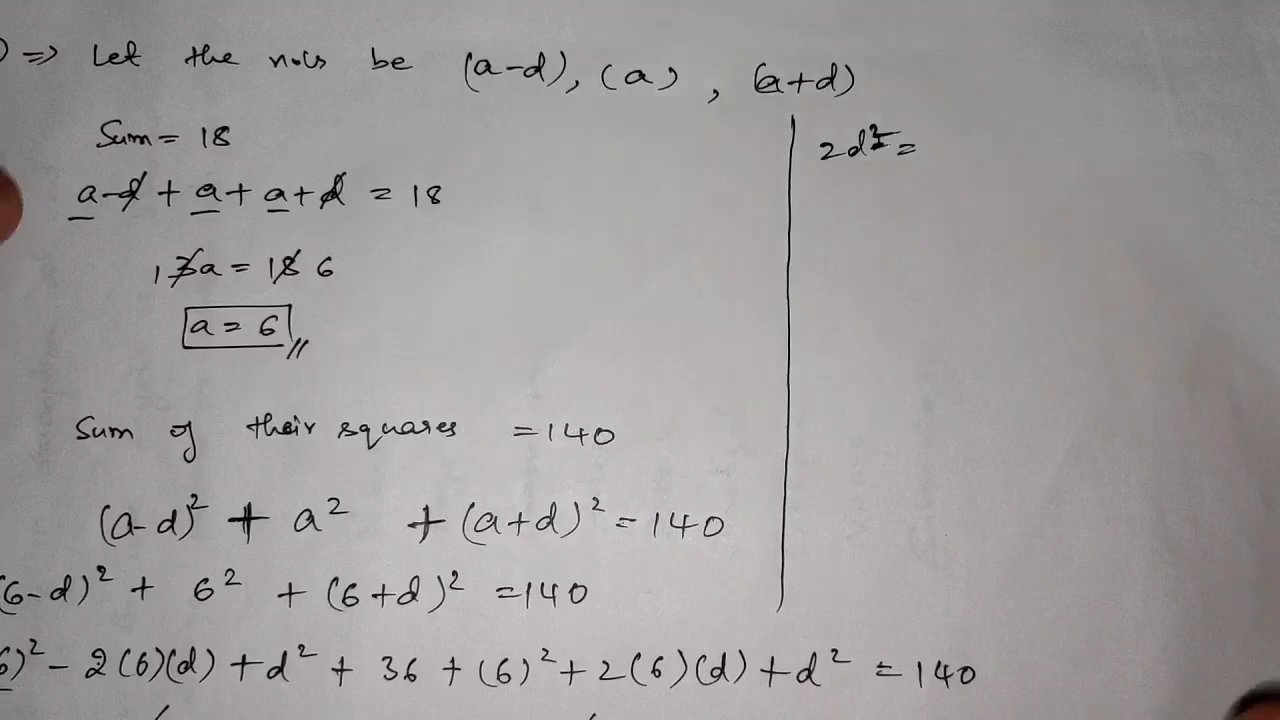 ) ⇒ Let the no.s be (a-d), (a), (a+d)
Sum = 18
a-d + a + a+d = 18
1 3a = 18 6
a = 6 //
Sum of their squares = 140
(a-d)² + a² + (a+d)² = 140
(6-d)² + 6² + (6+d)² = 140
6)² - 2(6)(d) + d² + 36 + (6)² + 2(6)(d) + d² = 140
2d² =